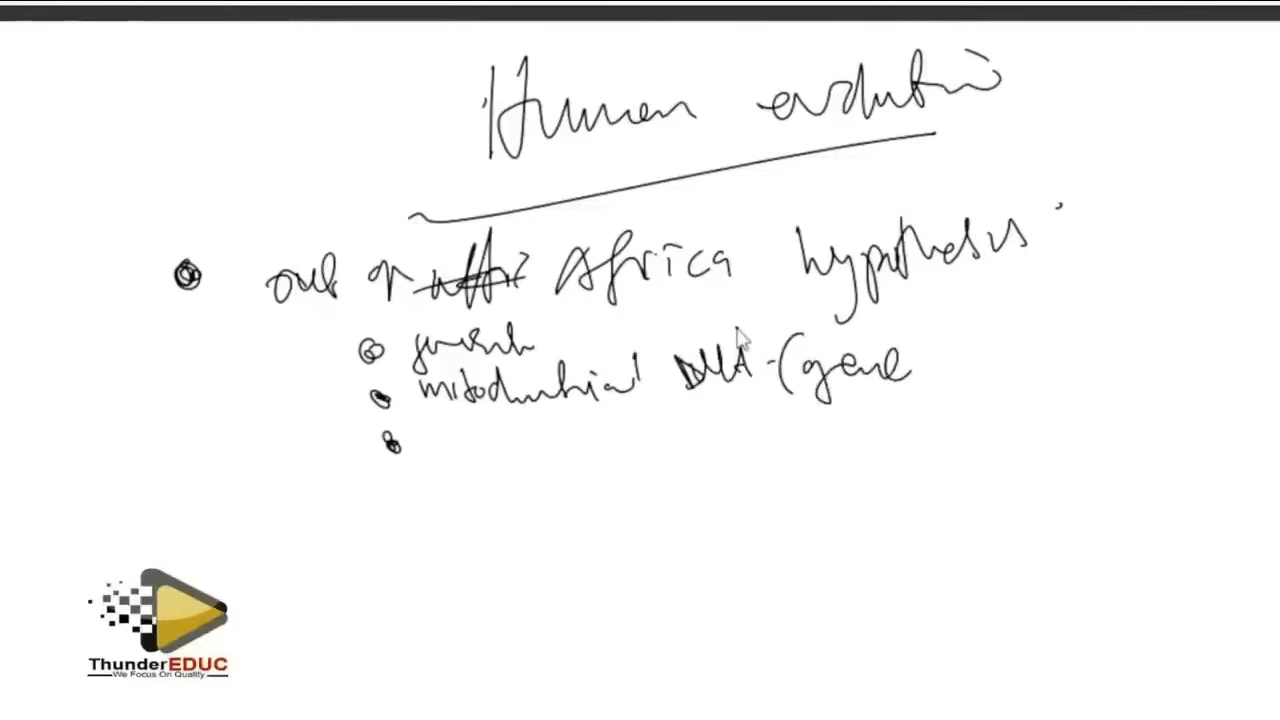 Human evolution
out of Africa hypothesis
mitochondrial DNA - (gene
ThunderEDUC
We Focus On Quality